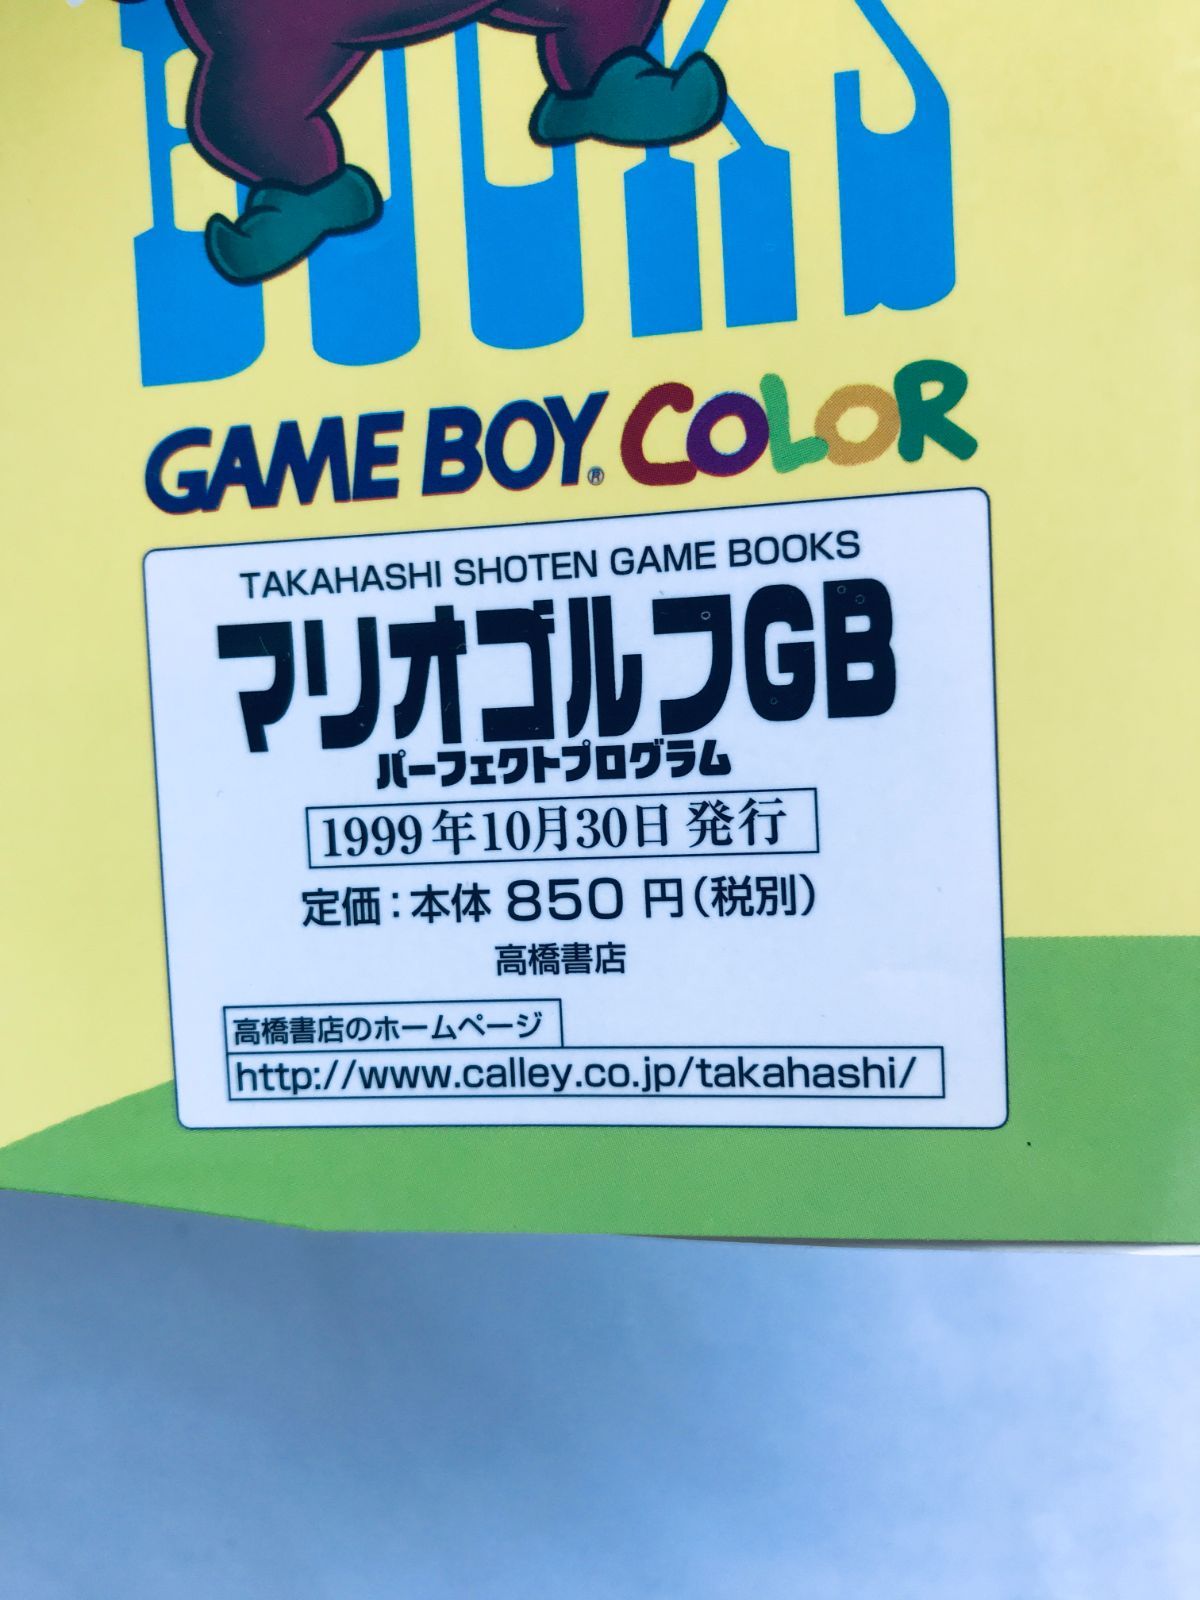 BOOKS
GAME BOY® COLOR
TAKAHASHI SHOTEN GAME BOOKS
マリオゴルフGB
パーフェクトプログラム
1999年10月30日 発行
定価：本体 850 円（税別）
高橋書店
高橋書店のホームページ
http://www.calley.co.jp/takahashi/